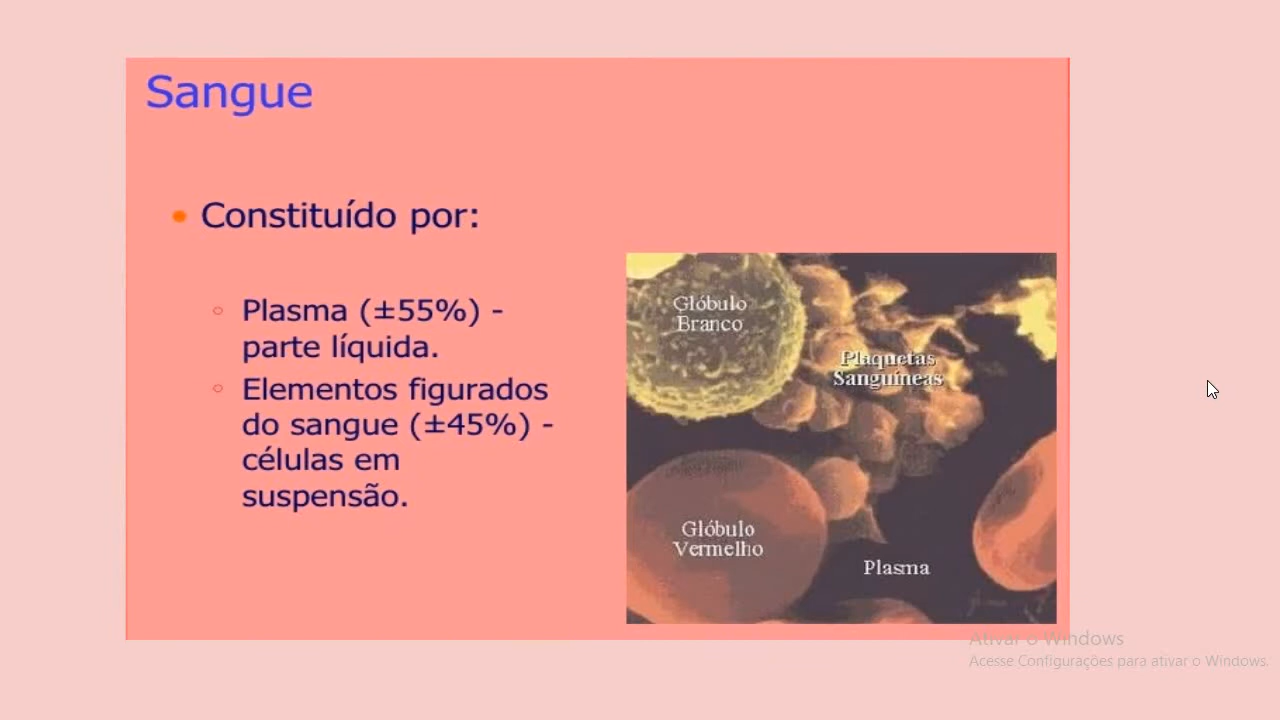 Sangue
Constituído por:
Plasma (±55%) -
parte líquida.
Elementos figurados
do sangue (±45%) -
células em
suspensão.
Glóbulo
Branco
Plaquetas
Sanguíneas
Glóbulo
Vermelho
Plasma
Ativar o Windows
Acesse Configurações para ativar o Windows.